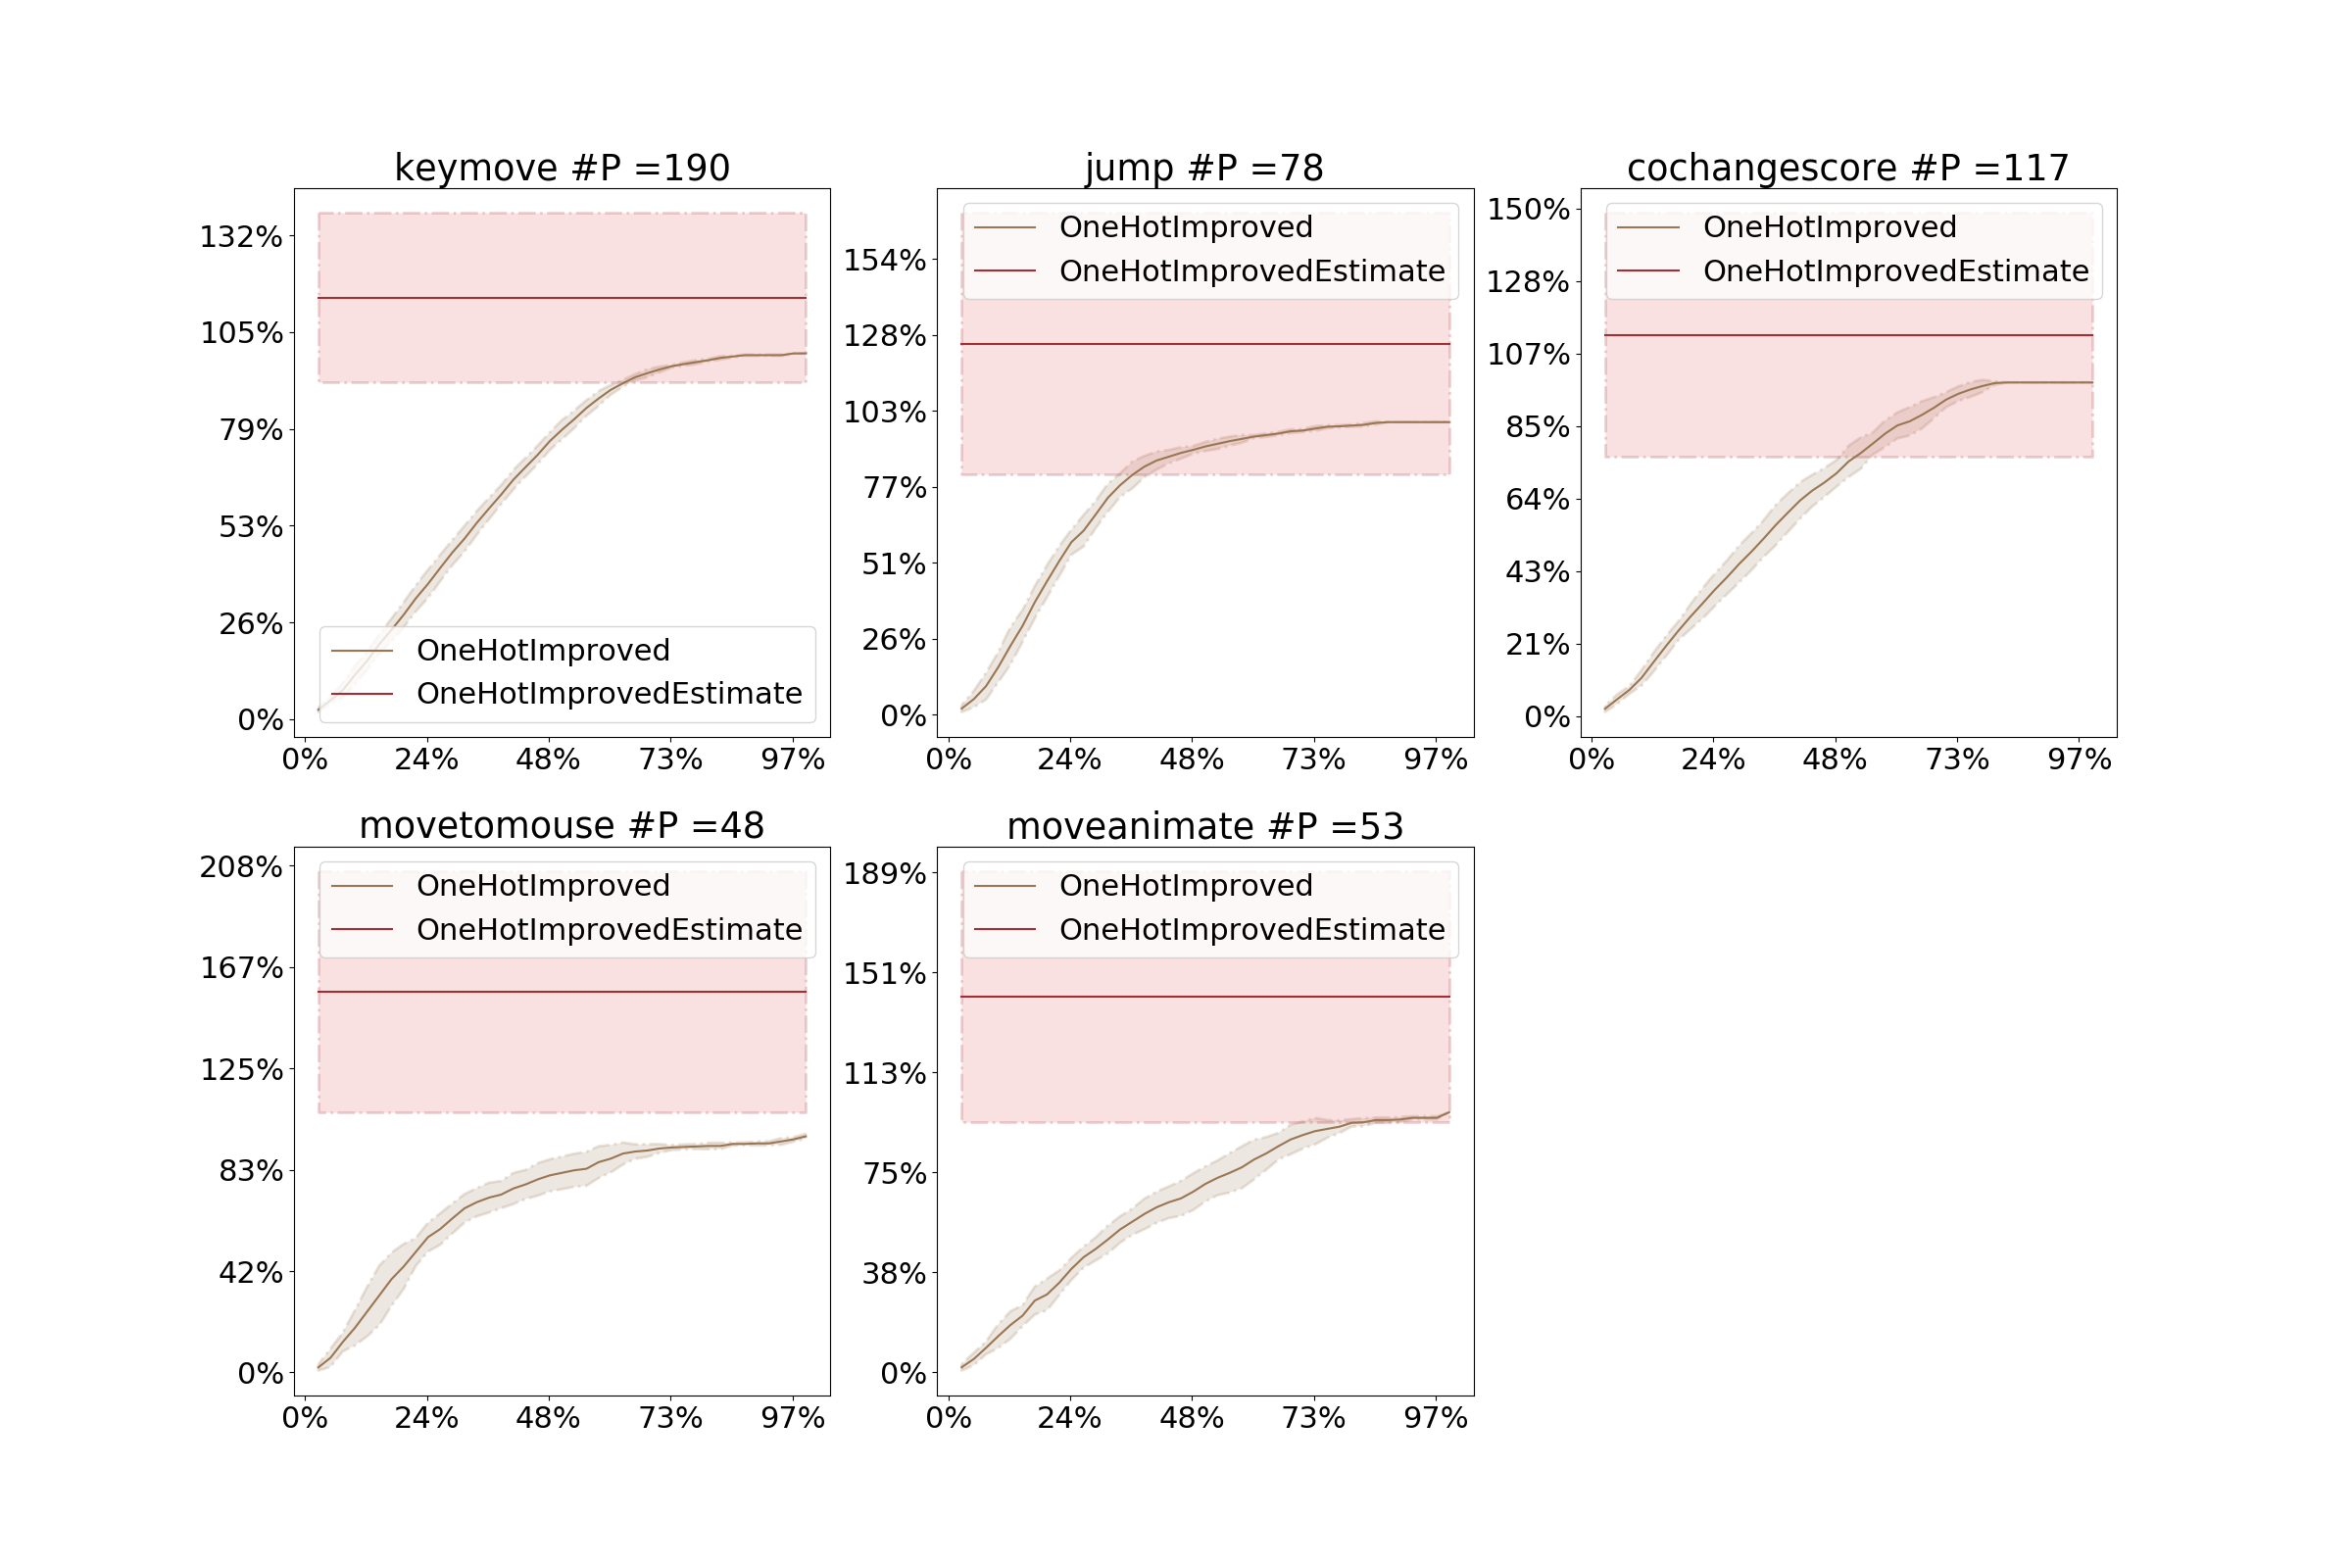 keymove #P =190
132%
105%
79%
53%
26%
0%
0% 24% 48% 73% 97%
OneHotImproved
OneHotImprovedEstimate
jump #P =78
154%
128%
103%
77%
51%
26%
0%
0% 24% 48% 73% 97%
OneHotImproved
OneHotImprovedEstimate
cochangescore #P =117
150%
128%
107%
85%
64%
43%
21%
0%
0% 24% 48% 73% 97%
OneHotImproved
OneHotImprovedEstimate
movetomouse #P =48
208%
167%
125%
83%
42%
0%
0% 24% 48% 73% 97%
OneHotImproved
OneHotImprovedEstimate
moveanimate #P =53
189%
151%
113%
75%
38%
0%
0% 24% 48% 73% 97%
OneHotImproved
OneHotImprovedEstimate